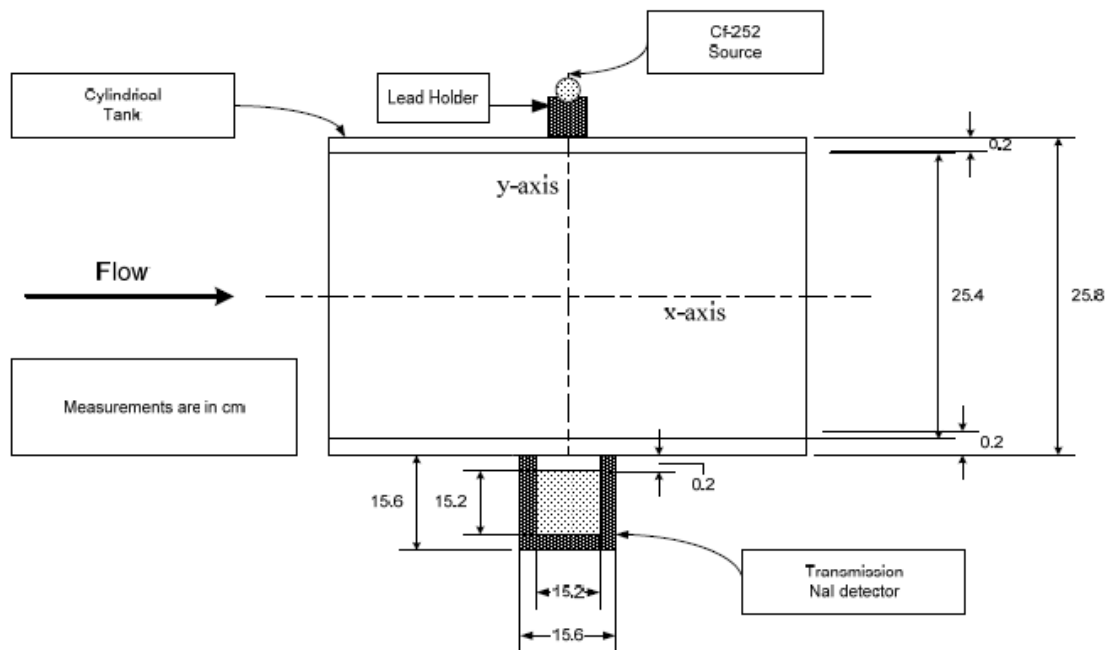 Cf-252
Source
Cylindrical
Tank
Lead Holder
0.2
y-axis
Flow
x-axis
25.4
25.8
Measurements are in cm
0.2
0.2
15.6
15.2
Transmission
NaI detector
15.2
15.6